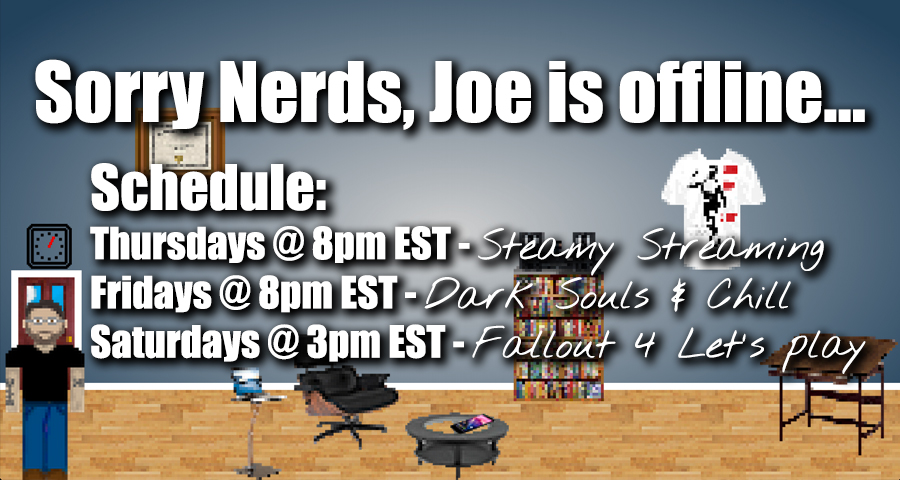 Sorry Nerds, Joe is offline...
Schedule:
Thursdays @ 8pm EST - Steamy Streaming
Fridays @ 8pm EST - Dark Souls & Chill
Saturdays @ 3pm EST - Fallout 4 Let's play